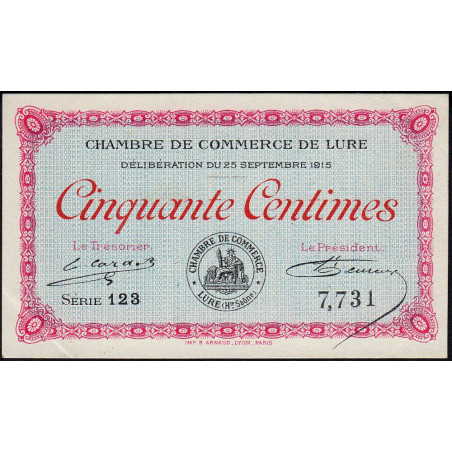 CHAMBRE DE COMMERCE DE LURE
DÉLIBÉRATION DU 25 SEPTEMBRE 1915
Cinquante Centimes
Le Trésorier
Le Président
CHAMBRE DE COMMERCE
LURE (Hte Saône)
SÉRIE 123
7,731
IMP. B. ARNAUD, LYON, PARIS